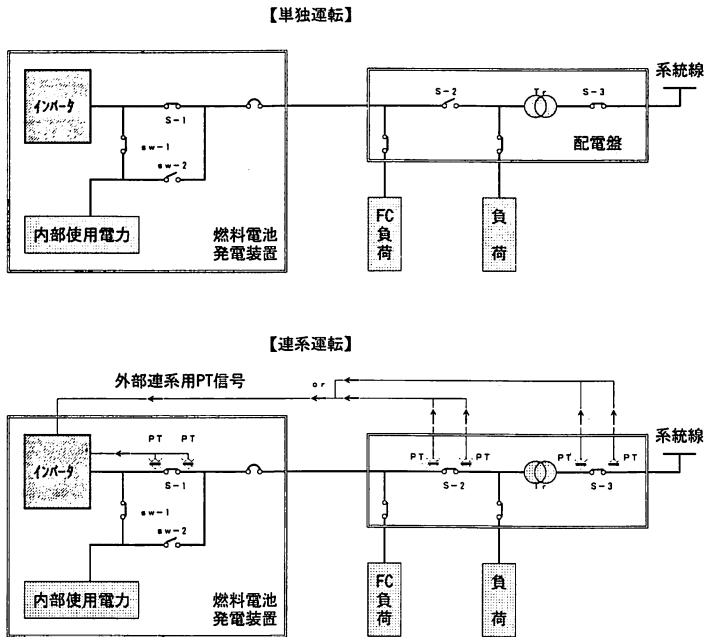 【単独運転】
系統線
インバータ
S-1
S-2
Tr
S-3
sw-1
配電盤
sw-2
内部使用電力
燃料電池
発電装置
FC
負
荷
負
荷
【連系運転】
外部連系用PT信号
or
系統線
PT PT
PT PT
PT PT
インバータ
S-1
S-2
Tr
S-3
sw-1
sw-2
内部使用電力
燃料電池
発電装置
FC
負
荷
負
荷